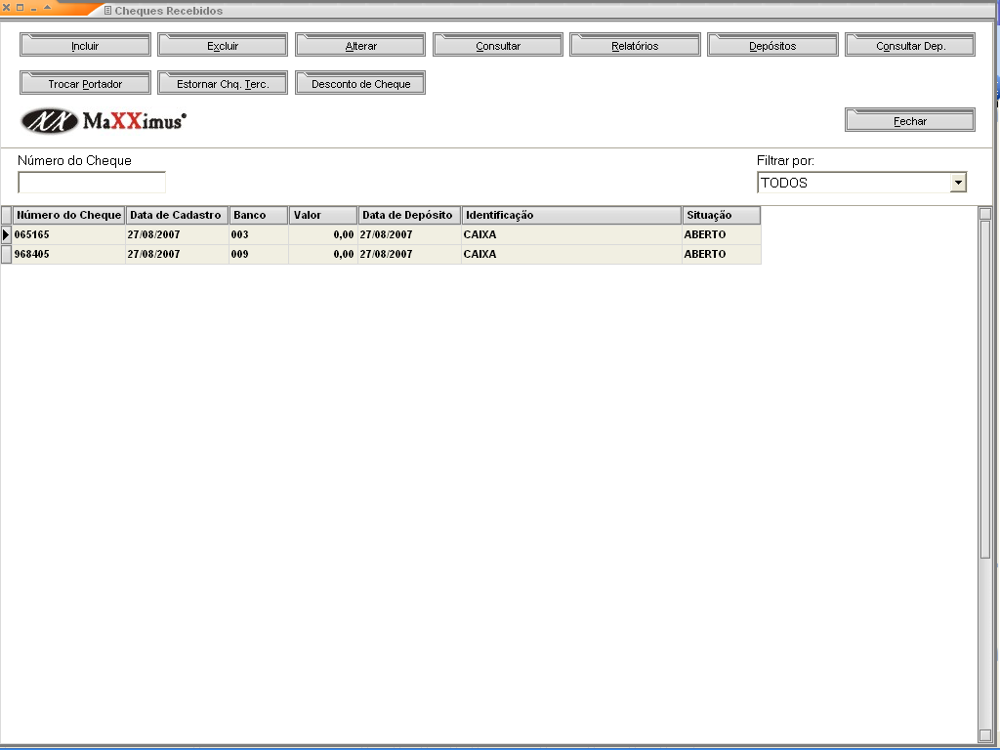 Cheques Recebidos
Incluir Excluir Alterar Consultar Relatórios Depósitos Consultar Dep.
Trocar Portador Estornar Chq. Terc. Desconto de Cheque
XX MaXXimus Fechar
Número do Cheque Filtrar por:
TODOS
Número do Cheque Data de Cadastro Banco Valor Data de Depósito Identificação Situação
065165 27/08/2007 003 0,00 27/08/2007 CAIXA ABERTO
968405 27/08/2007 009 0,00 27/08/2007 CAIXA ABERTO